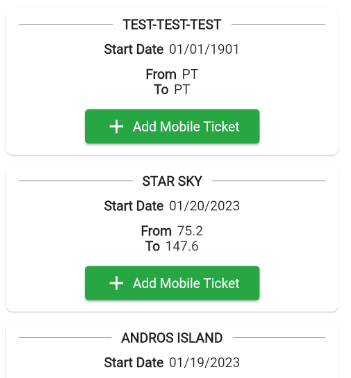 TEST-TEST-TEST
Start Date 01/01/1901
From PT
To PT
+ Add Mobile Ticket
STAR SKY
Start Date 01/20/2023
From 75.2
To 147.6
+ Add Mobile Ticket
ANDROS ISLAND
Start Date 01/19/2023